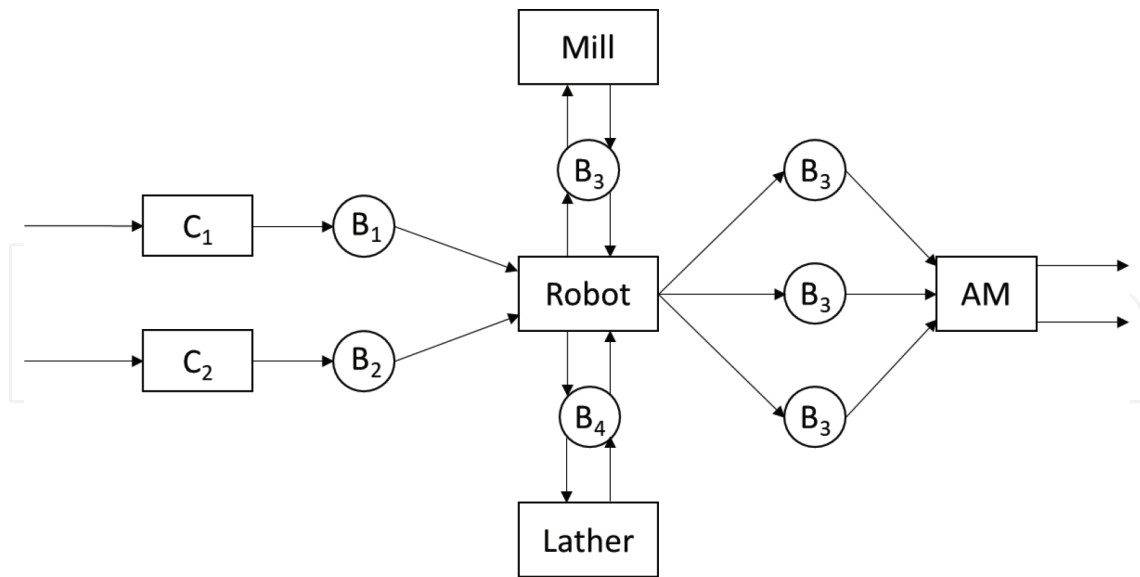 Mill
B₃
B₃
C₁
B₁
Robot
B₃
AM
C₂
B₂
B₄
B₃
Lather